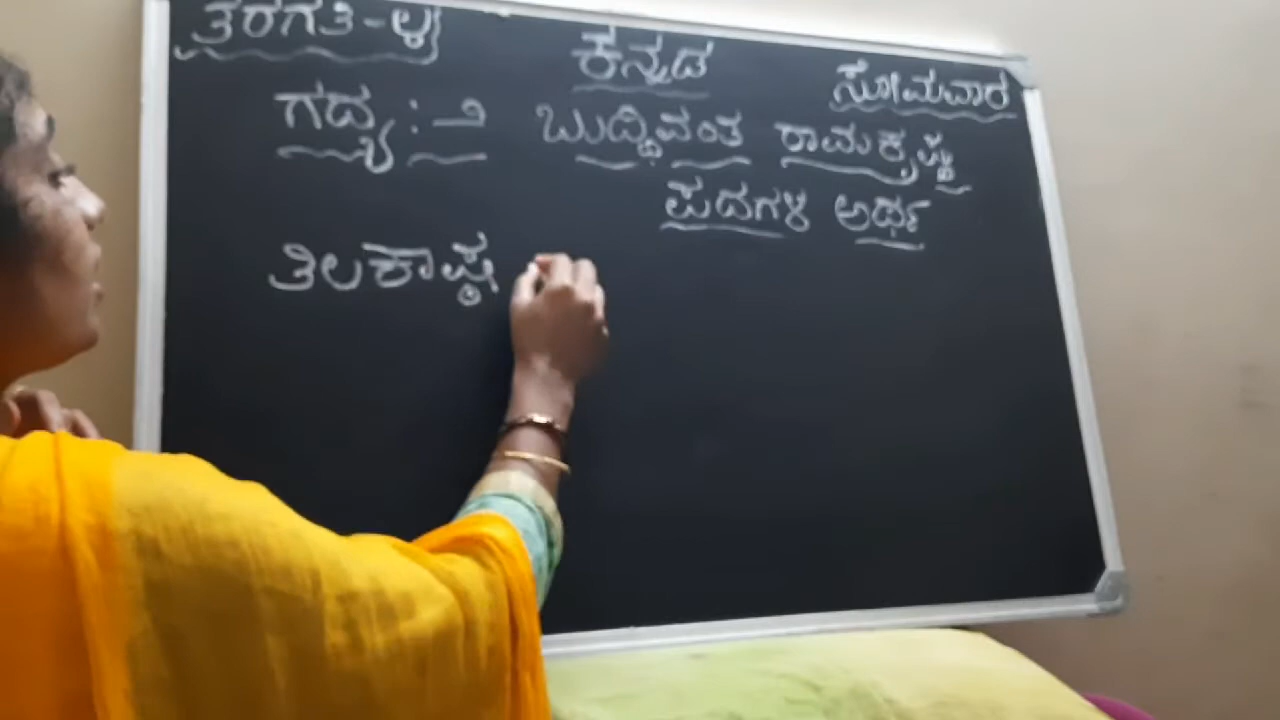 ತರಗತಿ-೪
ಕನ್ನಡ
ಸೋಮವಾರ
ಗದ್ಯ : ೨ ಬುದ್ಧಿವಂತ ರಾಮಕೃಷ್ಣ
ಪದಗಳ ಅರ್ಥ
ತಿಲಕಾಷ್ಠ